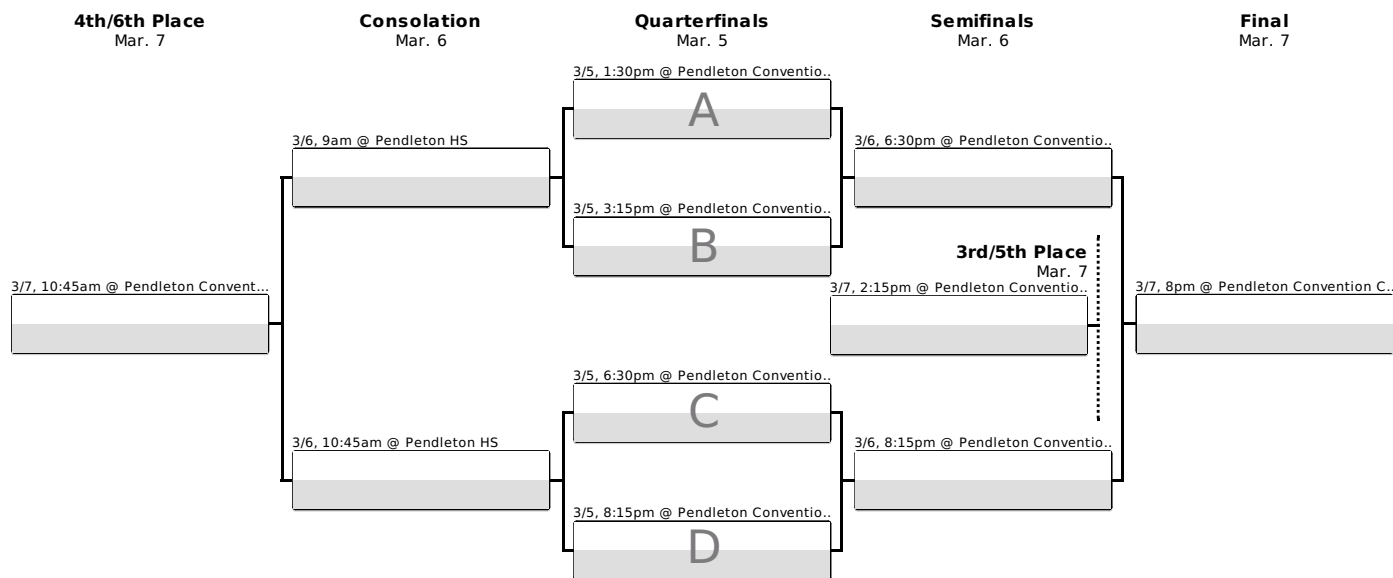 4th/6th Place
Mar. 7
Consolation
Mar. 6
Quarterfinals
Mar. 5
Semifinals
Mar. 6
Final
Mar. 7
3/5, 1:30pm @ Pendleton Conventio..
A
3/6, 9am @ Pendleton HS
3/6, 6:30pm @ Pendleton Conventio..
3/5, 3:15pm @ Pendleton Conventio..
B
3rd/5th Place
Mar. 7
3/7, 10:45am @ Pendleton Convent...
3/7, 2:15pm @ Pendleton Conventio..
3/7, 8pm @ Pendleton Convention C..
3/5, 6:30pm @ Pendleton Conventio..
C
3/6, 10:45am @ Pendleton HS
3/6, 8:15pm @ Pendleton Conventio..
3/5, 8:15pm @ Pendleton Conventio..
D